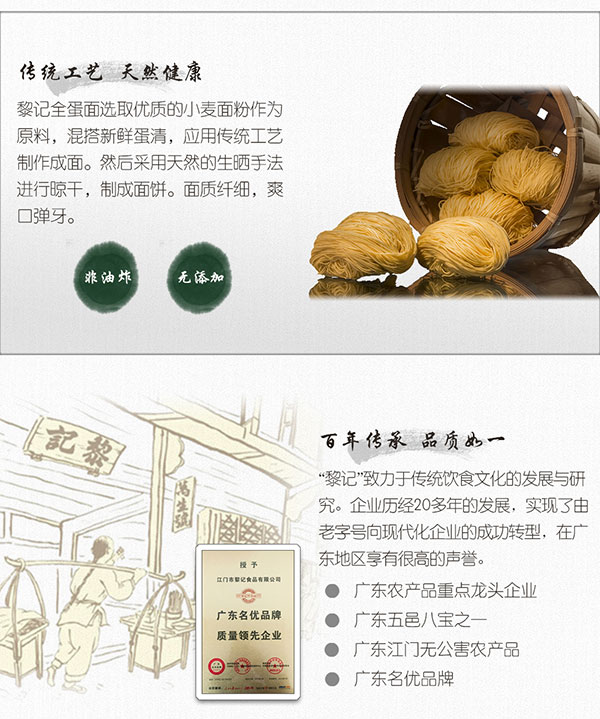 传统工艺 天然健康
黎记全蛋面选取优质的小麦面粉作为
原料，混搭新鲜蛋清，应用传统工艺
制作成面。然后采用天然的生晒手法
进行晾干，制成面饼。面质纤细，爽
口弹牙。
非油炸
无添加
百年传承 品质如一
“黎记”致力于传统饮食文化的发展与研
究。企业历经20多年的发展，实现了由
老字号向现代化企业的成功转型，在广
东地区享有很高的声誉。
广东农产品重点龙头企业
广东五邑八宝之一
广东江门无公害农产品
广东名优品牌
記黎
萬生號
授予
江门市黎记食品有限公司
广东名优品牌
质量领先企业